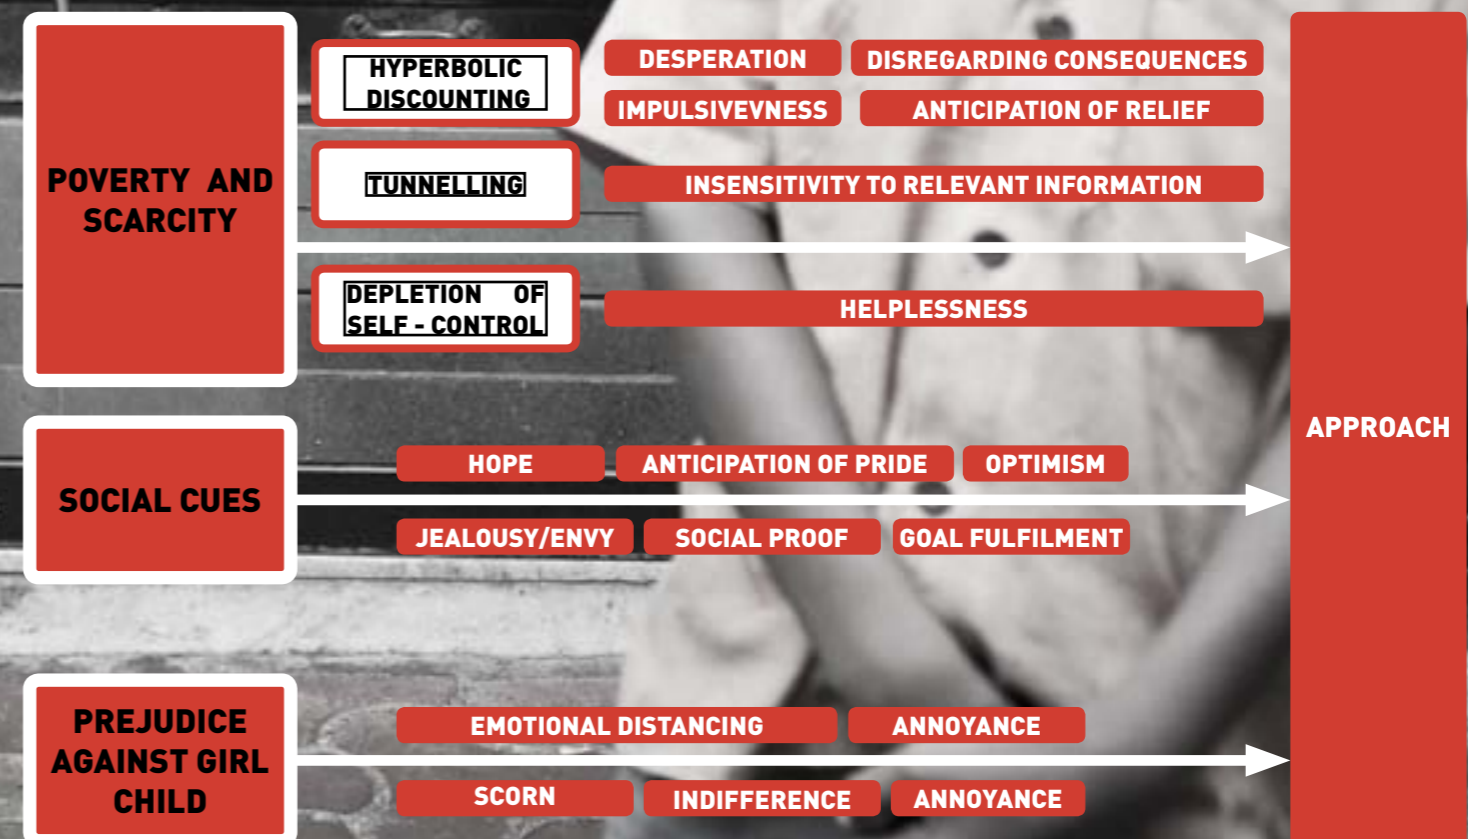 POVERTY AND
SCARCITY
HYPERBOLIC
DISCOUNTING
DESPERATION
DISREGARDING CONSEQUENCES
IMPULSIVEVNESS
ANTICIPATION OF RELIEF
TUNNELLING
INSENSITIVITY TO RELEVANT INFORMATION
DEPLETION OF
SELF - CONTROL
HELPLESSNESS
SOCIAL CUES
HOPE
ANTICIPATION OF PRIDE
OPTIMISM
JEALOUSY/ENVY
SOCIAL PROOF
GOAL FULFILMENT
PREJUDICE
AGAINST GIRL
CHILD
EMOTIONAL DISTANCING
ANNOYANCE
SCORN
INDIFFERENCE
ANNOYANCE
APPROACH